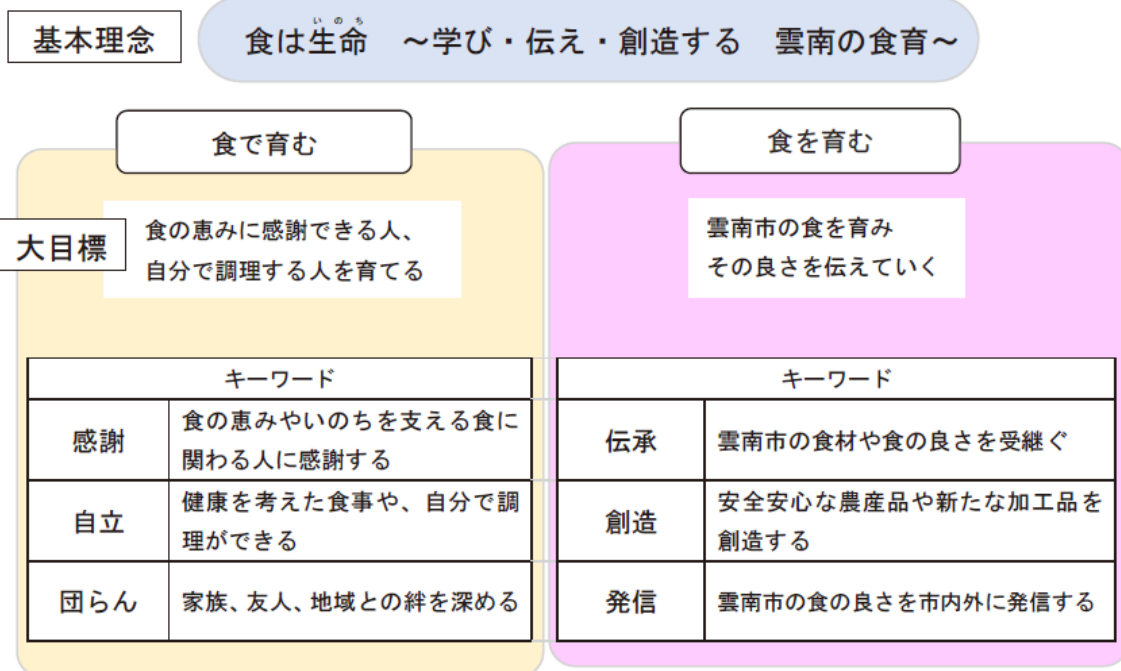 基本理念
食は生命 ～学び・伝え・創造する 雲南の食育～
いのち
食で育む
大目標
食の恵みに感謝できる人、
自分で調理する人を育てる
キーワード
感謝
食の恵みやいのちを支える食に
関わる人に感謝する
自立
健康を考えた食事や、自分で調
理ができる
団らん
家族、友人、地域との絆を深める
食を育む
雲南市の食を育み
その良さを伝えていく
キーワード
伝承
雲南市の食材や食の良さを受継ぐ
創造
安全安心な農産品や新たな加工品を
創造する
発信
雲南市の食の良さを市内外に発信する